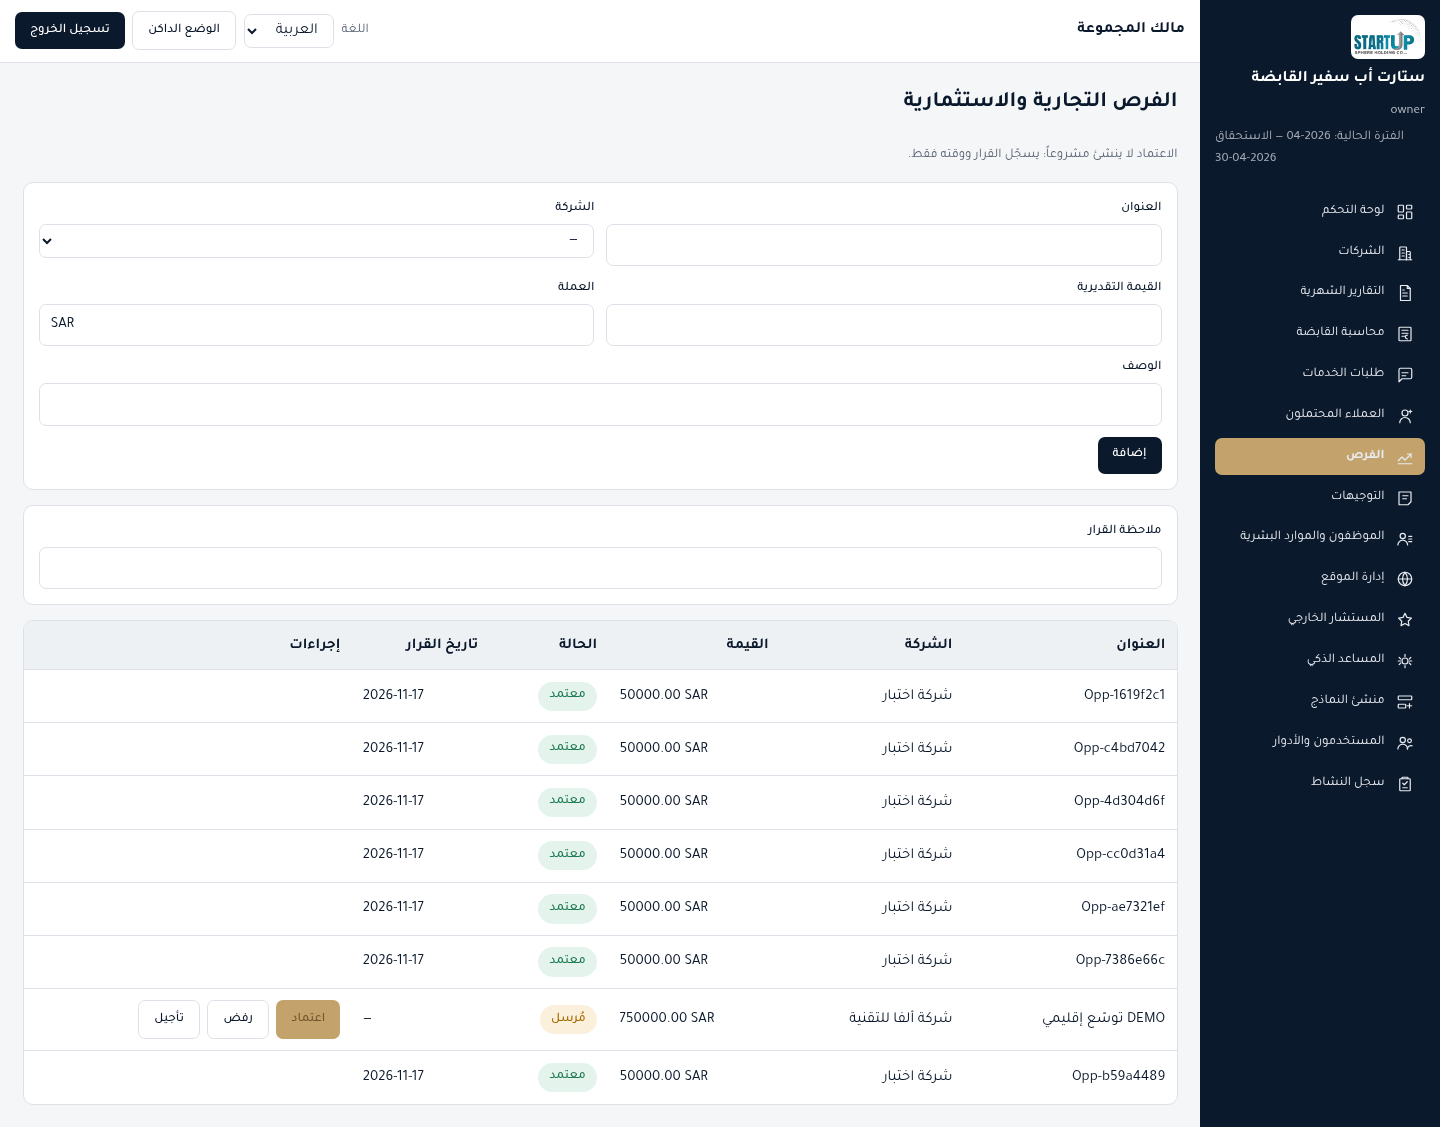 STARTUP
SPHERE HOLDING CO...
ستارت أب سفير القابضة
owner
الفترة الحالية: 2026-04 — الاستحقاق
2026-04-30
لوحة التحكم
الشركات
التقارير الشهرية
محاسبة القابضة
طلبات الخدمات
العملاء المحتملون
الفرص
التوجيهات
الموظفون والموارد البشرية
إدارة الموقع
المستشار الخارجي
المساعد الذكي
منشئ النماذج
المستخدمون والأدوار
سجل النشاط
مالك المجموعة
اللغة العربية الوضع الداكن تسجيل الخروج
الفرص التجارية والاستثمارية
الاعتماد لا ينشئ مشروعاً: يسجّل القرار ووقته فقط.
العنوان الشركة
—
القيمة التقديرية العملة
SAR
الوصف
إضافة
ملاحظة القرار
العنوان الشركة القيمة الحالة تاريخ القرار إجراءات
Opp-1619f2c1 شركة اختبار 50000.00 SAR معتمد 2026-11-17
Opp-c4bd7042 شركة اختبار 50000.00 SAR معتمد 2026-11-17
Opp-4d304d6f شركة اختبار 50000.00 SAR معتمد 2026-11-17
Opp-cc0d31a4 شركة اختبار 50000.00 SAR معتمد 2026-11-17
Opp-ae7321ef شركة اختبار 50000.00 SAR معتمد 2026-11-17
Opp-7386e66c شركة اختبار 50000.00 SAR معتمد 2026-11-17
DEMO توسّع إقليمي شركة ألفا للتقنية 750000.00 SAR مُرسل — اعتماد رفض تأجيل
Opp-b59a4489 شركة اختبار 50000.00 SAR معتمد 2026-11-17